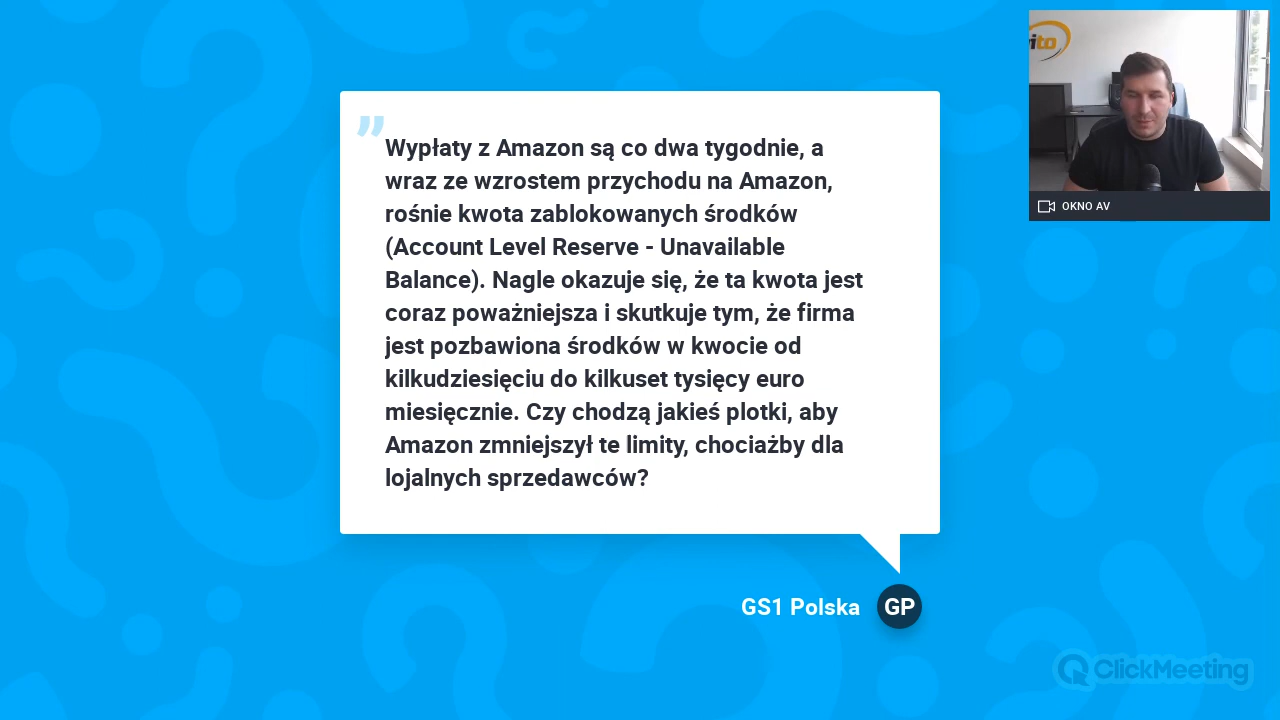 ito
”
Wypłaty z Amazon są co dwa tygodnie, a
wraz ze wzrostem przychodu na Amazon,
rośnie kwota zablokowanych środków
(Account Level Reserve - Unavailable
Balance). Nagle okazuje się, że ta kwota jest
coraz poważniejsza i skutkuje tym, że firma
jest pozbawiona środków w kwocie od
kilkudziesięciu do kilkuset tysięcy euro
miesięcznie. Czy chodzą jakieś plotki, aby
Amazon zmniejszył te limity, chociażby dla
lojalnych sprzedawców?
OKNO AV
GS1 Polska GP
ClickMeeting